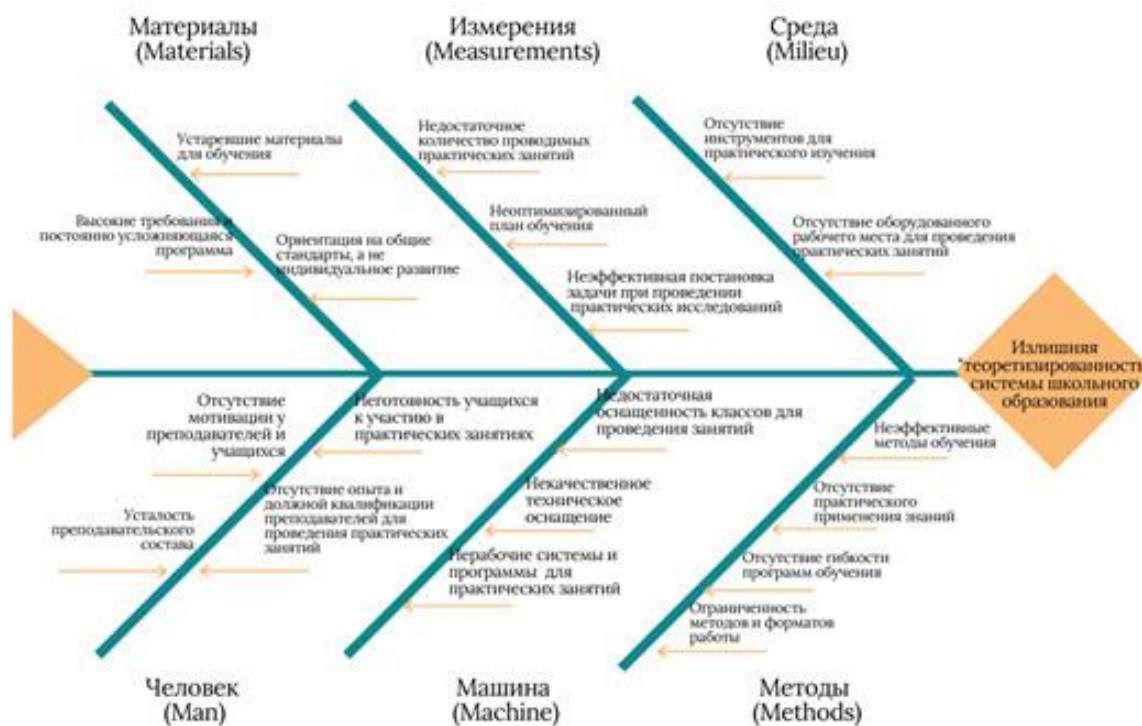 Материалы
(Materials)
Измерения
(Measurements)
Среда
(Milieu)
Устаревшие материалы
для обучения
Высокие требования и
постоянно усложняющаяся
программа
Ориентация на общие
стандарты, а не
индивидуальное развитие
Недостаточное
количество проводимых
практических занятий
Неоптимизированный
план обучения
Неэффективная постановка
задачи при проведении
практических исследований
Отсутствие
инструментов для
практического изучения
Отсутствие оборудованного
рабочего места для проведения
практических занятий
Излишняя
"теоретизированность
системы школьного
образования
Отсутствие
мотивации у
преподавателей и
учащихся
Неготовность учащихся
к участию в
практических занятиях
Усталость
преподавательского
состава
Отсутствие опыта и
должной квалификации
преподавателей для
проведения практических
занятий
Недостаточная
оснащенность классов для
проведения занятий
Некачественное
техническое
оснащение
Нерабочие системы и
программы для
практических занятий
Неэффективные
методы обучения
Отсутствие
практического
применения знаний
Отсутствие гибкости
программ обучения
Ограниченность
методов и форматов
работы
Человек
(Man)
Машина
(Machine)
Методы
(Methods)